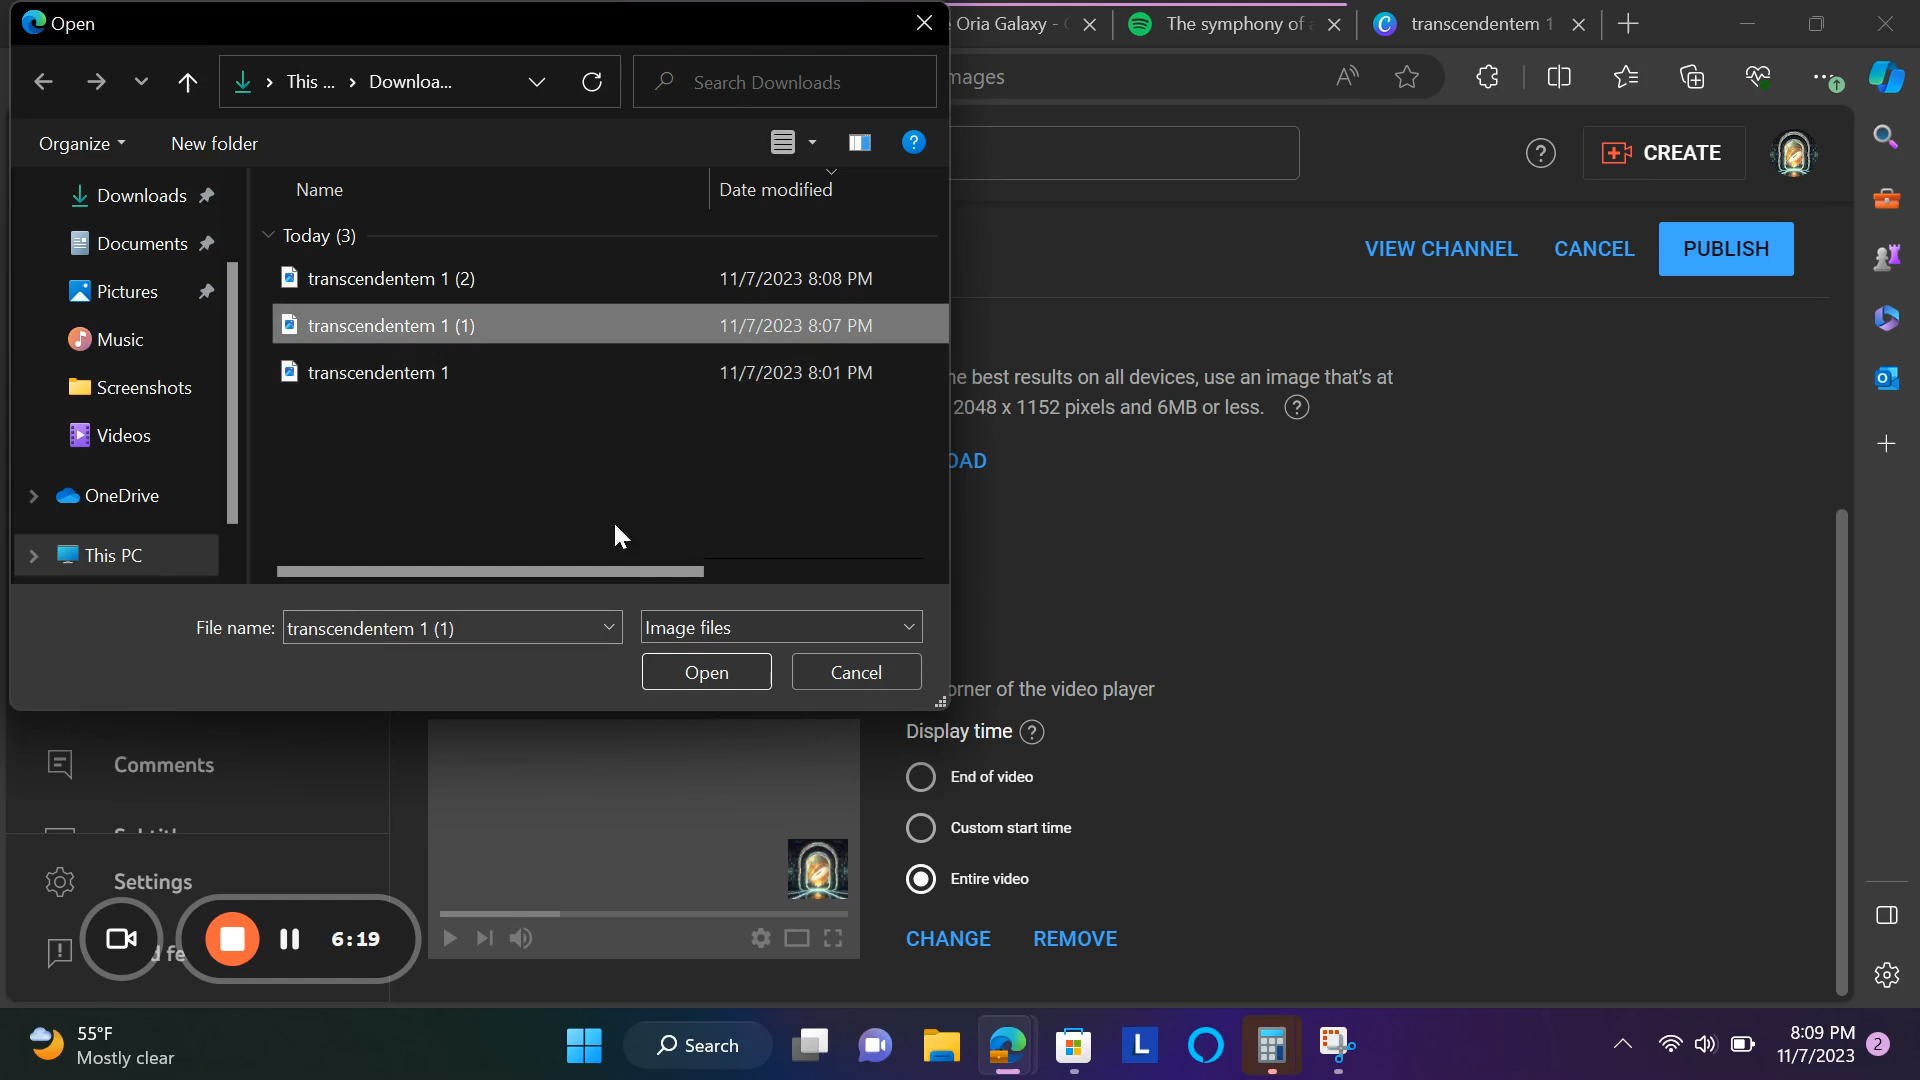 Open
Oria Galaxy -
The symphony of
transcendentem 1
This ... > Downloa...
Search Downloads
mages
Organize
New folder
CREATE
Name
Date modified
Downloads
Documents
Pictures
Music
Screenshots
Videos
OneDrive
This PC
Today (3)
transcendentem 1 (2) 11/7/2023 8:08 PM
transcendentem 1 (1) 11/7/2023 8:07 PM
transcendentem 1 11/7/2023 8:01 PM
VIEW CHANNEL
CANCEL
PUBLISH
he best results on all devices, use an image that's at
2048 x 1152 pixels and 6MB or less.
OAD
File name: transcendentem 1 (1)
Image files
Open
Cancel
orner of the video player
Display time
End of video
Custom start time
Entire video
CHANGE
REMOVE
Comments
Settings
d fe
6:19
55°F
Mostly clear
Search
L
8:09 PM
11/7/2023
2